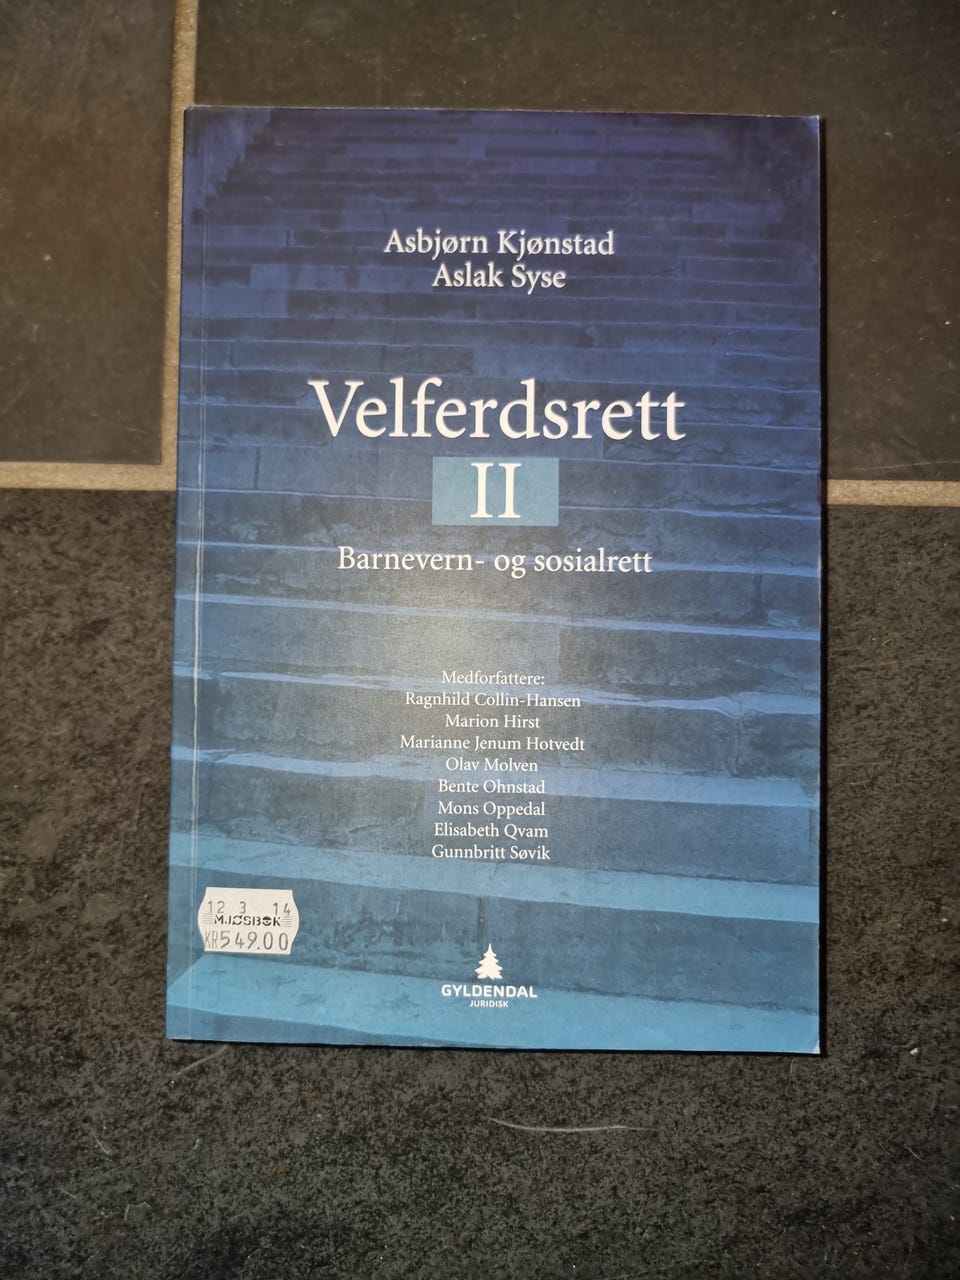 Asbjørn Kjønstad
Aslak Syse
Velferdsrett
II
Barnevern- og sosialrett
Medforfattere:
Ragnhild Collin-Hansen
Marion Hirst
Marianne Jenum Hotvedt
Olav Molven
Bente Ohnstad
Mons Oppedal
Elisabeth Qvam
Gunnbritt Søvik
12 3 14
MJØSBOK
KR549.00
GYLDENDAL
JURIDISK